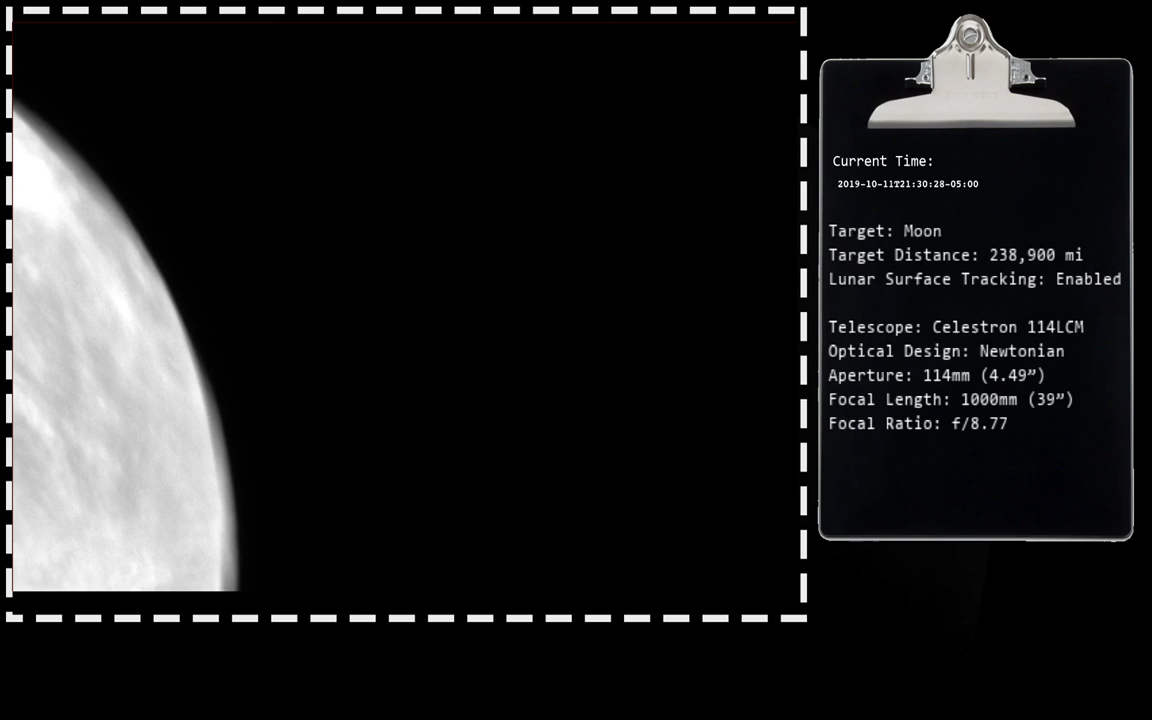 Current Time:
2019-10-11T21:30:28-05:00
Target: Moon
Target Distance: 238,900 mi
Lunar Surface Tracking: Enabled
Telescope: Celestron 114LCM
Optical Design: Newtonian
Aperture: 114mm (4.49”)
Focal Length: 1000mm (39”)
Focal Ratio: f/8.77